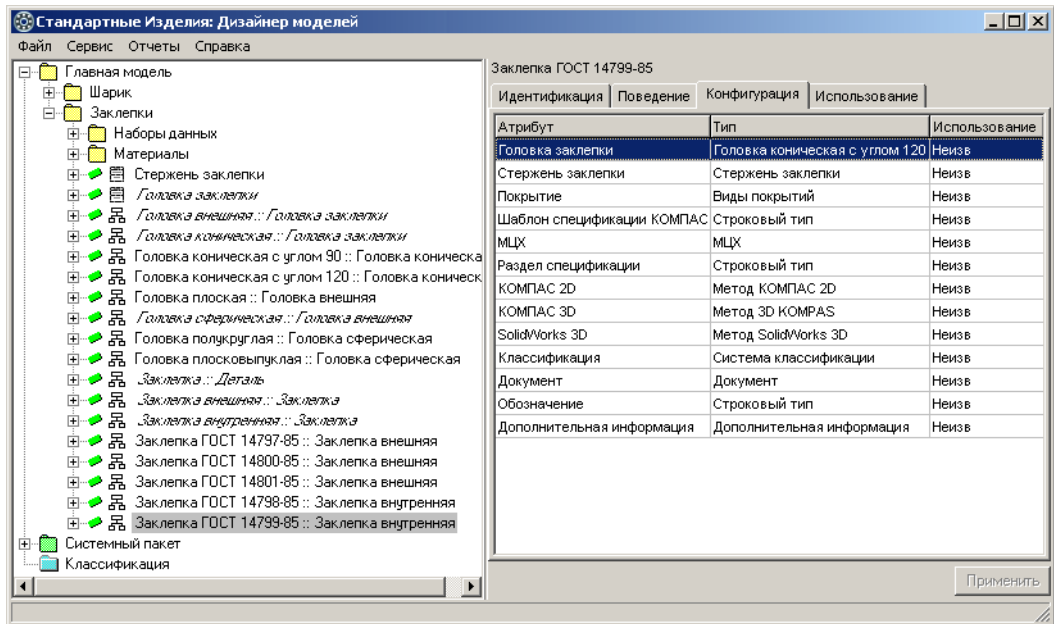 Стандартные Изделия: Дизайнер моделей
Файл Сервис Отчеты Справка
Главная модель
Шарик
Заклепки
Наборы данных
Материалы
Стержень заклепки
Головка заклепки
Головка внешняя :: Головка заклепки
Головка коническая :: Головка заклепки
Головка коническая с углом 90 :: Головка коническа
Головка коническая с углом 120 :: Головка коническ
Головка плоская :: Головка внешняя
Головка сферическая :: Головка внешняя
Головка полукруглая :: Головка сферическая
Головка плосковыпуклая :: Головка сферическая
Заклепка :: Деталь
Заклепка внешняя :: Заклепка
Заклепка внутренняя :: Заклепка
Заклепка ГОСТ 14797-85 :: Заклепка внешняя
Заклепка ГОСТ 14800-85 :: Заклепка внешняя
Заклепка ГОСТ 14801-85 :: Заклепка внешняя
Заклепка ГОСТ 14798-85 :: Заклепка внутренняя
Заклепка ГОСТ 14799-85 :: Заклепка внутренняя
Системный пакет
Классификация
Заклепка ГОСТ 14799-85
Идентификация Поведение Конфигурация Использование
Атрибут Тип Использование
Головка заклепки Головка коническая с углом 120 Неизв
Стержень заклепки Стержень заклепки Неизв
Покрытие Виды покрытий Неизв
Шаблон спецификации КОМПАС Строковый тип Неизв
МЦХ МЦХ Неизв
Раздел спецификации Строковый тип Неизв
КОМПАС 2D Метод КОМПАС 2D Неизв
КОМПАС 3D Метод 3D KOMPAS Неизв
SolidWorks 3D Метод SolidWorks 3D Неизв
Классификация Система классификации Неизв
Документ Документ Неизв
Обозначение Строковый тип Неизв
Дополнительная информация Дополнительная информация Неизв
Применить